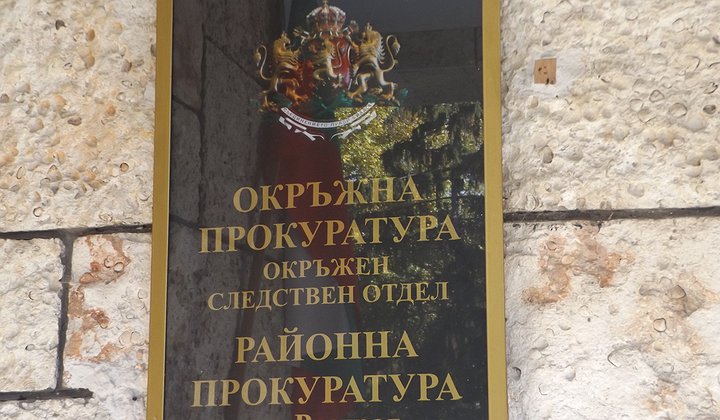 ОКРЪЖНА
ПРОКУРАТУРА
ОКРЪЖЕН
СЛЕДСТВЕН ОТДЕЛ
РАЙОННА
ПРОКУРАТУРА